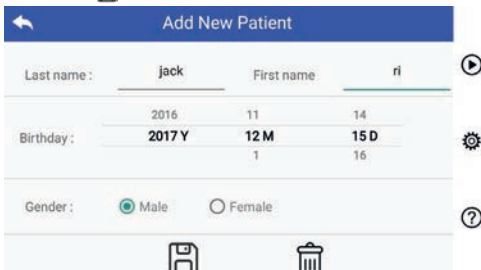 Add New Patient
Last name : jack First name ri
2016 11 14
Birthday : 2017 Y 12 M 15 D
1 16
Gender : Male Female